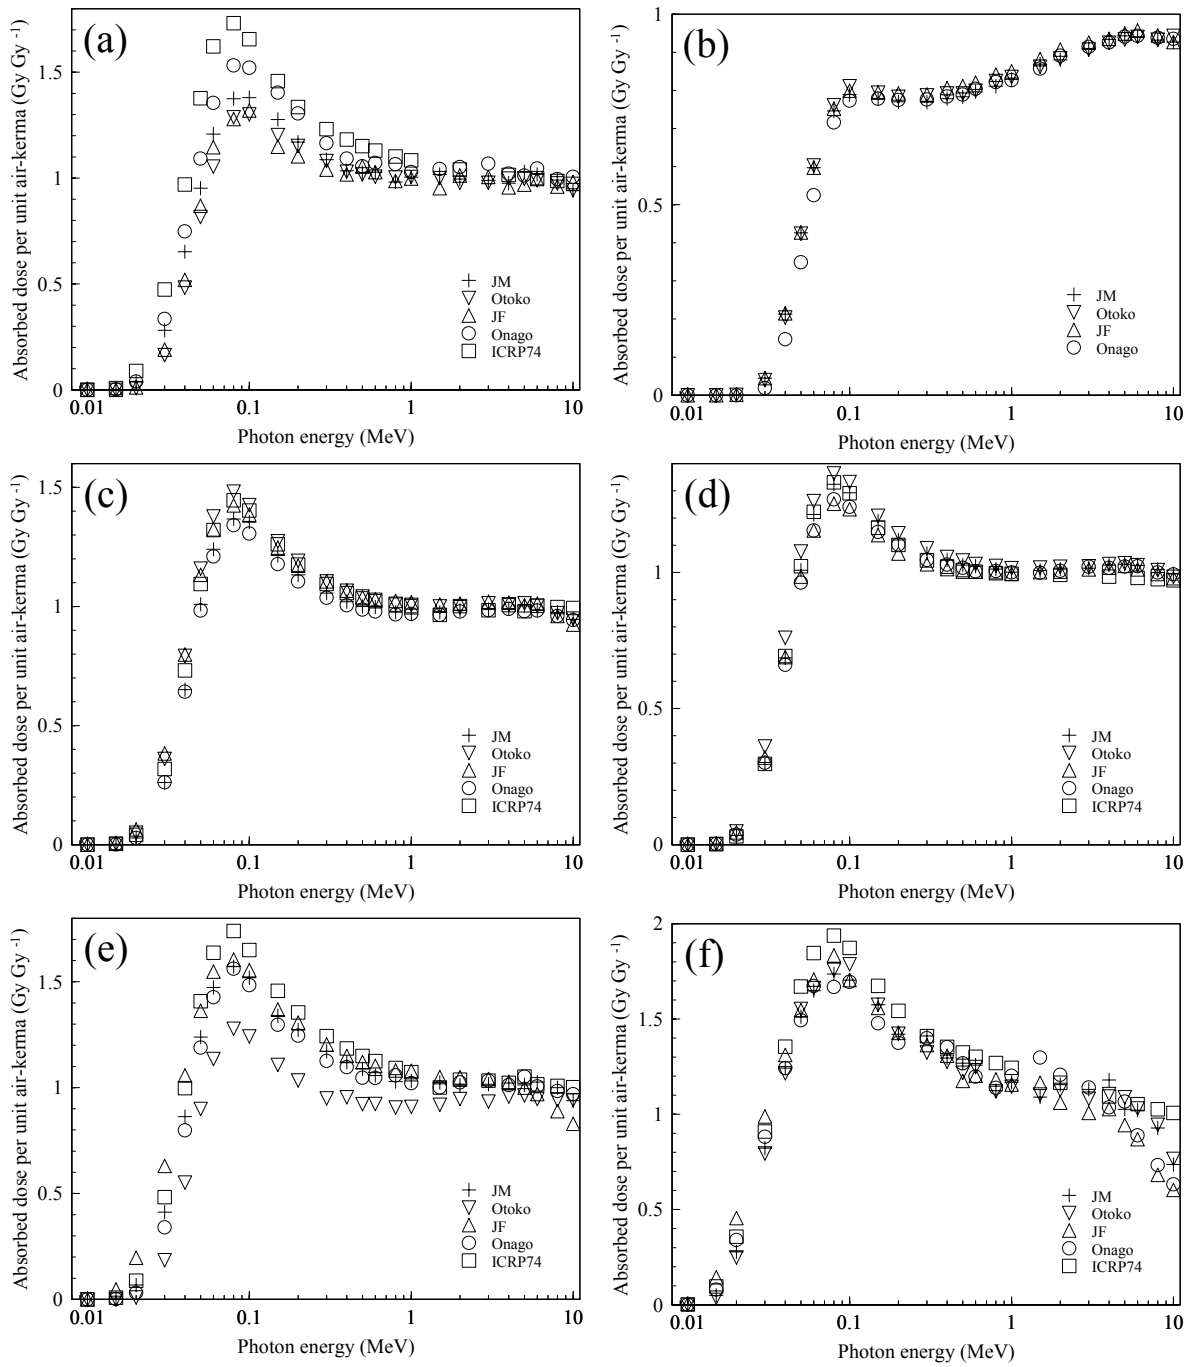 (a)
Absorbed dose per unit air-kerma (Gy Gy -1)
1.5
1
0.5
0
JM
Otoko
JF
Onago
ICRP74
0.01 0.1 1 10
Photon energy (MeV)
(b)
Absorbed dose per unit air-kerma (Gy Gy -1)
1
0.5
0
JM
Otoko
JF
Onago
0.01 0.1 1 10
Photon energy (MeV)
(c)
Absorbed dose per unit air-kerma (Gy Gy -1)
1.5
1
0.5
0
JM
Otoko
JF
Onago
ICRP74
0.01 0.1 1 10
Photon energy (MeV)
(d)
Absorbed dose per unit air-kerma (Gy Gy -1)
1
0.5
0
JM
Otoko
JF
Onago
ICRP74
0.01 0.1 1 10
Photon energy (MeV)
(e)
Absorbed dose per unit air-kerma (Gy Gy -1)
1.5
1
0.5
0
JM
Otoko
JF
Onago
ICRP74
0.01 0.1 1 10
Photon energy (MeV)
(f)
Absorbed dose per unit air-kerma (Gy Gy -1)
2
1.5
1
0.5
0
JM
Otoko
JF
Onago
ICRP74
0.01 0.1 1 10
Photon energy (MeV)